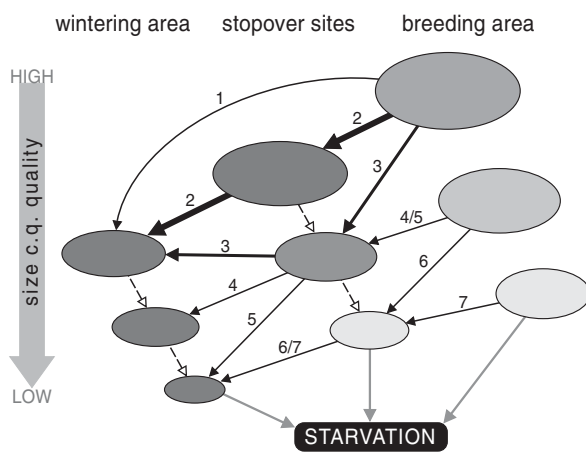 wintering area stopover sites breeding area
HIGH
1
2
3
2
4/5
6
3
4
7
5
6/7
size c.q. quality
LOW
STARVATION